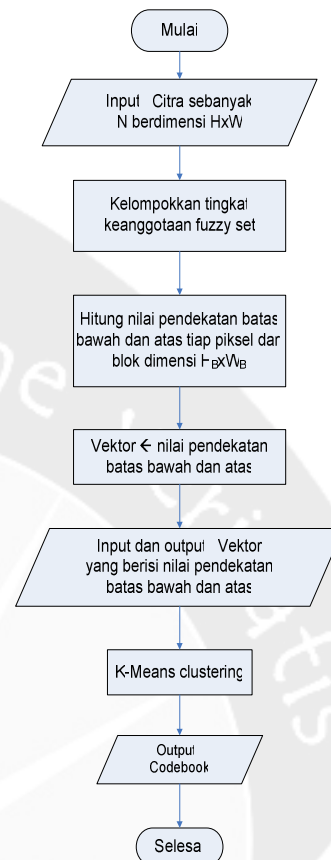 Mulai
Input Citra sebanyak
N berdimensi HxW
Kelompokkan tingkat
keanggotaan fuzzy set
Hitung nilai pendekatan batas
bawah dan atas tiap piksel dar
blok dimensi HBxWB
Vektor ← nilai pendekatan
batas bawah dan atas
Input dan output Vektor
yang berisi nilai pendekatan
batas bawah dan atas
K-Means clustering
Output
Codebook
Selesa